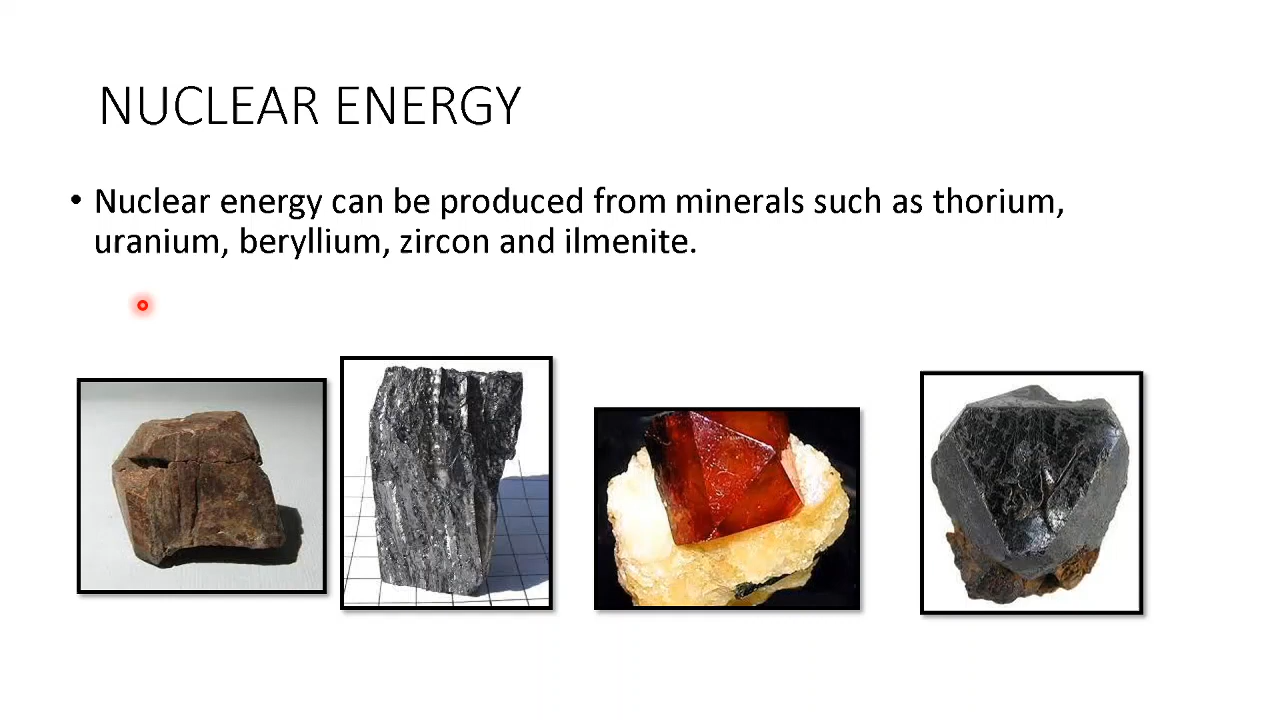 NUCLEAR ENERGY
• Nuclear energy can be produced from minerals such as thorium,
uranium, beryllium, zircon and ilmenite.